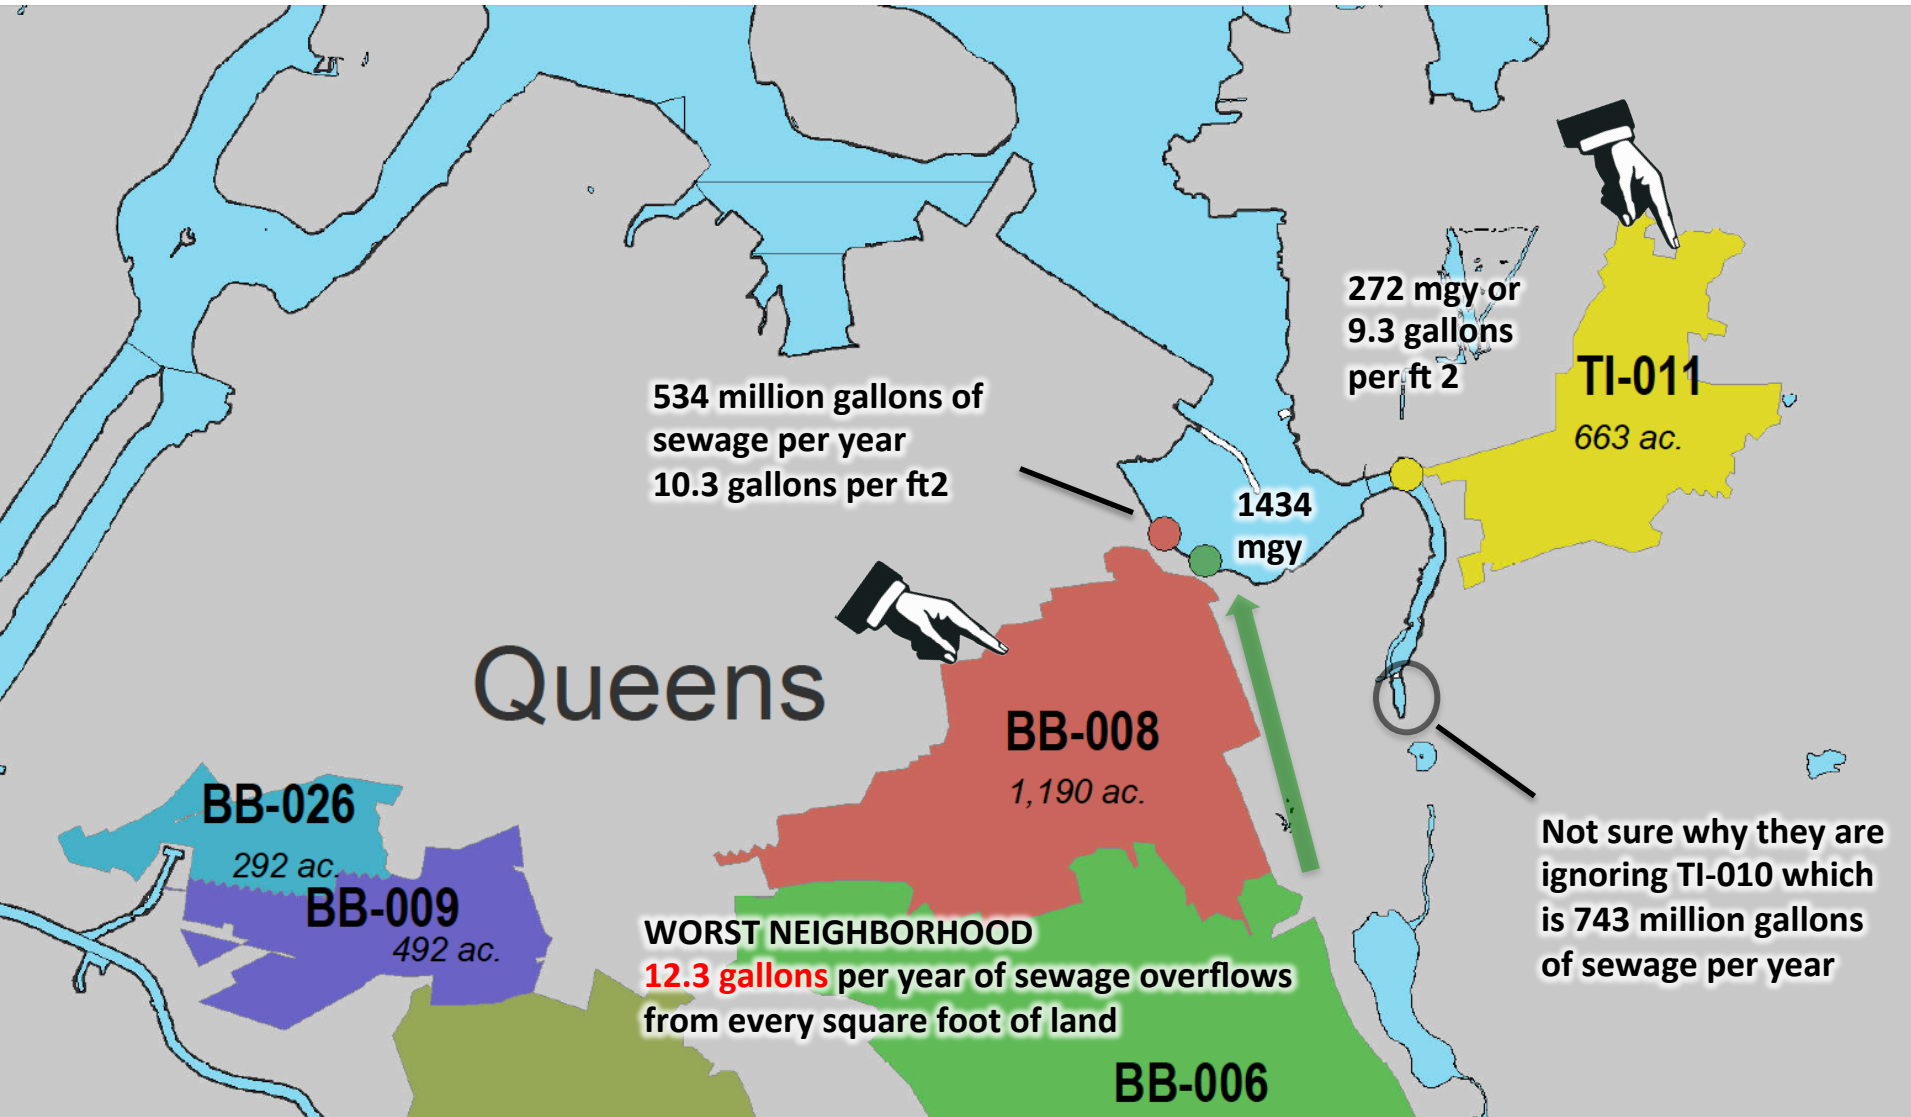 272 mgy or
9.3 gallons
per ft 2
TI-011
663 ac.
534 million gallons of
sewage per year
10.3 gallons per ft2
1434
mgy
Queens
BB-008
1,190 ac.
BB-026
292 ac.
BB-009
492 ac.
Not sure why they are
ignoring TI-010 which
is 743 million gallons
of sewage per year
WORST NEIGHBORHOOD
12.3 gallons per year of sewage overflows
from every square foot of land
BB-006